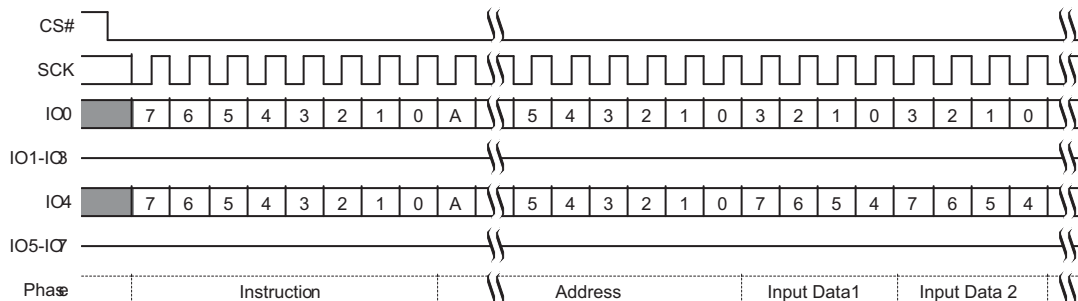 CS#
SCK
IO0 7 6 5 4 3 2 1 0 A 5 4 3 2 1 0 3 2 1 0 3 2 1 0
IO1-IO3
IO4 7 6 5 4 3 2 1 0 A 5 4 3 2 1 0 7 6 5 4 7 6 5 4
IO5-IO7
Phase Instruction Address Input Data1 Input Data 2